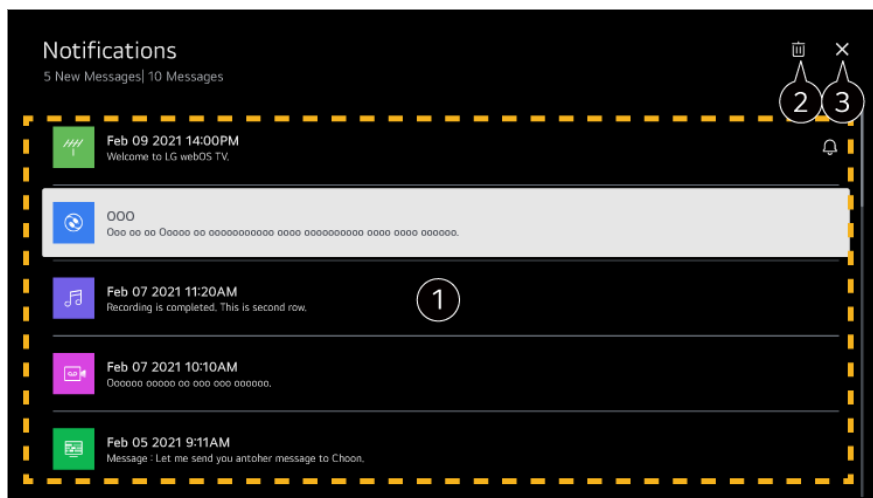 Notifications
5 New Messages| 10 Messages
2
3
Feb 09 2021 14:00PM
Welcome to LG webOS TV.
OOO
Ooo oo oo Ooooo oo ooooooooooo oooo oooooooooo oooo oooo oooooo.
Feb 07 2021 11:20AM
Recording is completed. This is second row.
1
Feb 07 2021 10:10AM
Oooooo ooooo oo ooo ooo oooooo.
Feb 05 2021 9:11AM
Message : Let me send you antoher message to Choon.